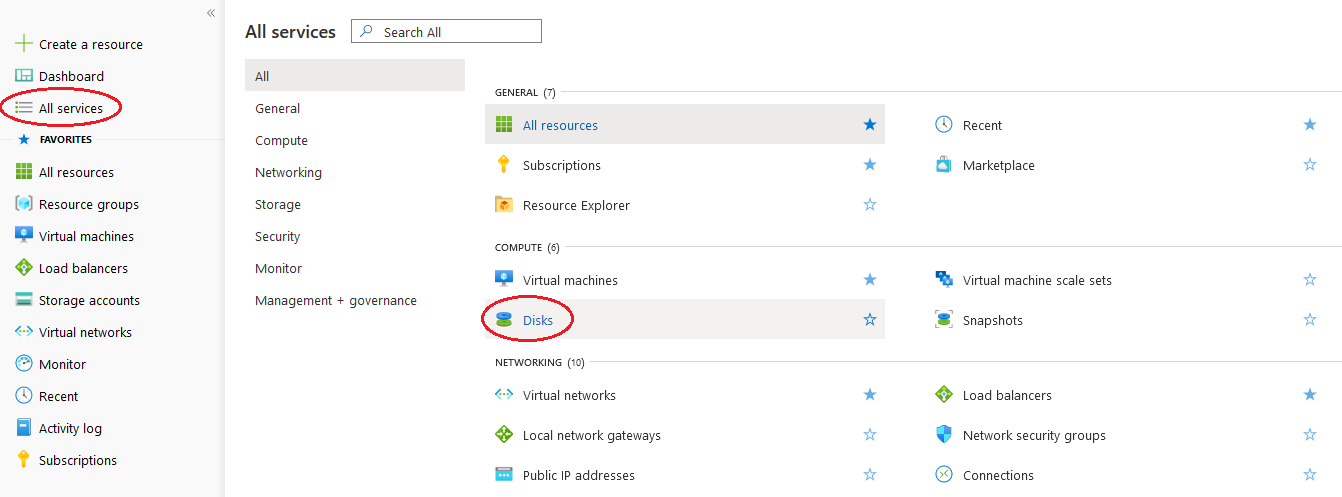 «
Create a resource
Dashboard
All services
FAVORITES
All resources
Resource groups
Virtual machines
Load balancers
Storage accounts
Virtual networks
Monitor
Recent
Activity log
Subscriptions
All services
Search All
All
General
Compute
Networking
Storage
Security
Monitor
Management + governance
GENERAL (7)
All resources
Recent
Subscriptions
Marketplace
Resource Explorer
COMPUTE (6)
Virtual machines
Virtual machine scale sets
Disks
Snapshots
NETWORKING (10)
Virtual networks
Load balancers
Local network gateways
Network security groups
Public IP addresses
Connections